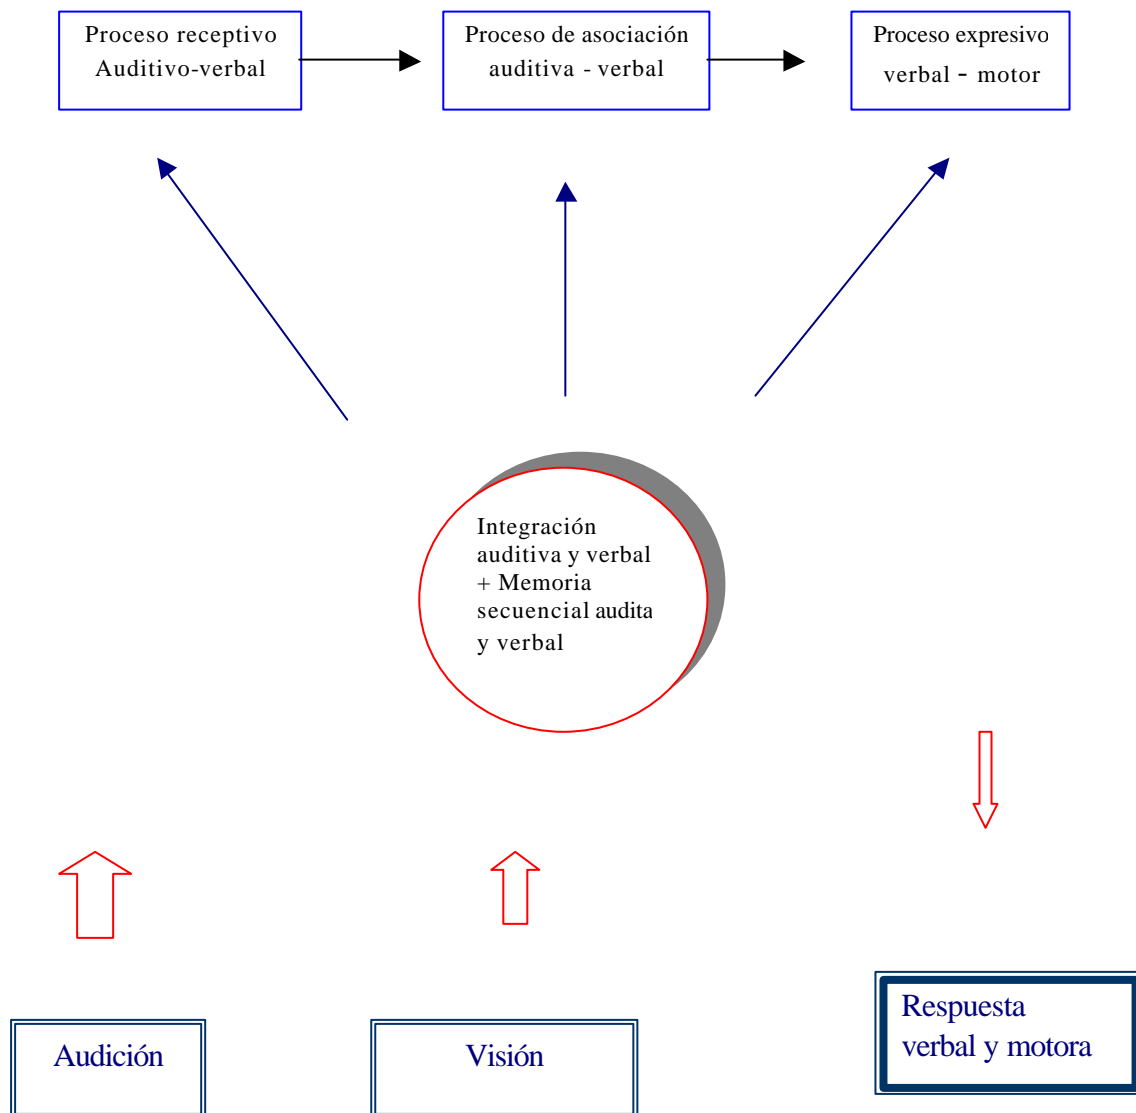 Proceso receptivo
Auditivo-verbal
Proceso de asociación
auditiva - verbal
Proceso expresivo
verbal - motor
Integración
auditiva y verbal
+ Memoria
secuencial audita
y verbal
Audición
Visión
Respuesta
verbal y motora